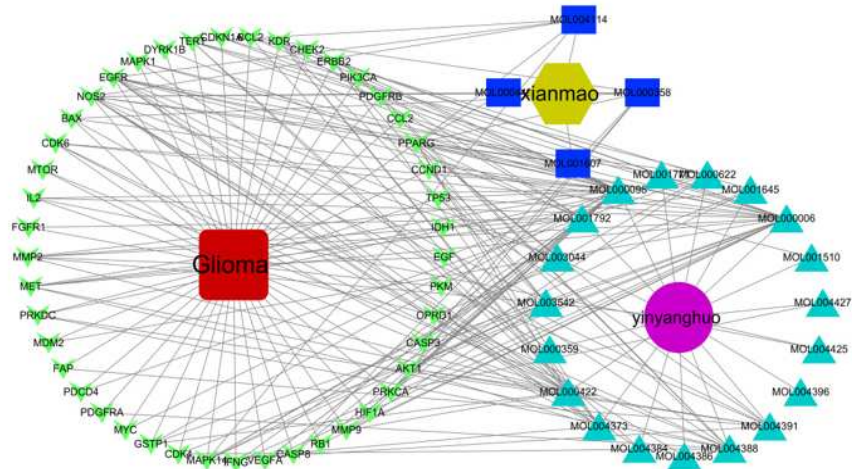 MOL004114
xianmao
MOL000358
MOL001607
Glioma
yinyanghuo
TERT
CDKN1A
BCL2
KDR
CHEK2
ERBB2
PIK3CA
PDGFRB
CCL2
PPARG
CCND1
TP53
IDH1
EGF
PKM
OPRD1
CASP3
AKT1
PRKCA
HIF1A
MMP9
RB1
CASP8
VEGFA
IFNG
MAPK14
CDK4
GSTP1
MYC
PDGFRA
PDCD4
FAP
MDM2
PRKDC
MET
MMP2
FGFR1
IL2
MTOR
CDK6
BAX
NOS2
EGFR
MAPK1
DYRK1B
MOL000622
MOL001645
MOL000006
MOL001510
MOL004427
MOL004425
MOL004396
MOL004391
MOL004388
MOL004386
MOL004384
MOL004373
MOL000422
MOL000359
MOL003542
MOL003044
MOL001792
MOL000098